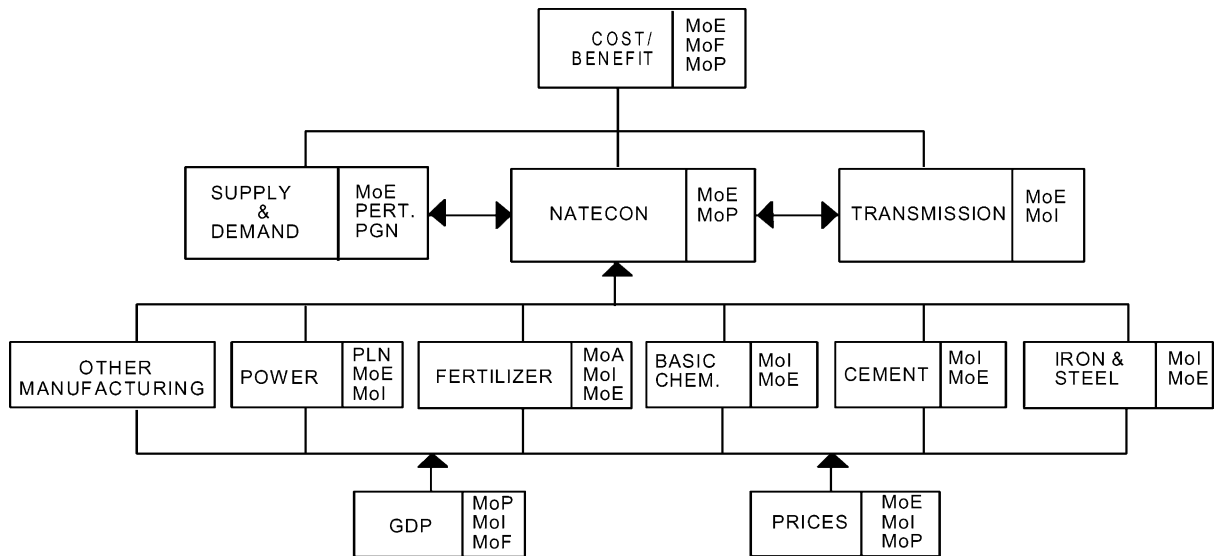 COST/
BENEFIT
MoE
MoF
MoP
SUPPLY
&
DEMAND
MoE
PERT.
PGN
NATECON
MoE
MoP
TRANSMISSION
MoE
MoI
OTHER
MANUFACTURING
POWER
PLN
MoE
MoI
FERTILIZER
MoA
MoI
MoE
BASIC
CHEM.
MoI
MoE
CEMENT
MoI
MoE
IRON &
STEEL
MoI
MoE
GDP
MoP
MoI
MoF
PRICES
MoE
MoI
MoP